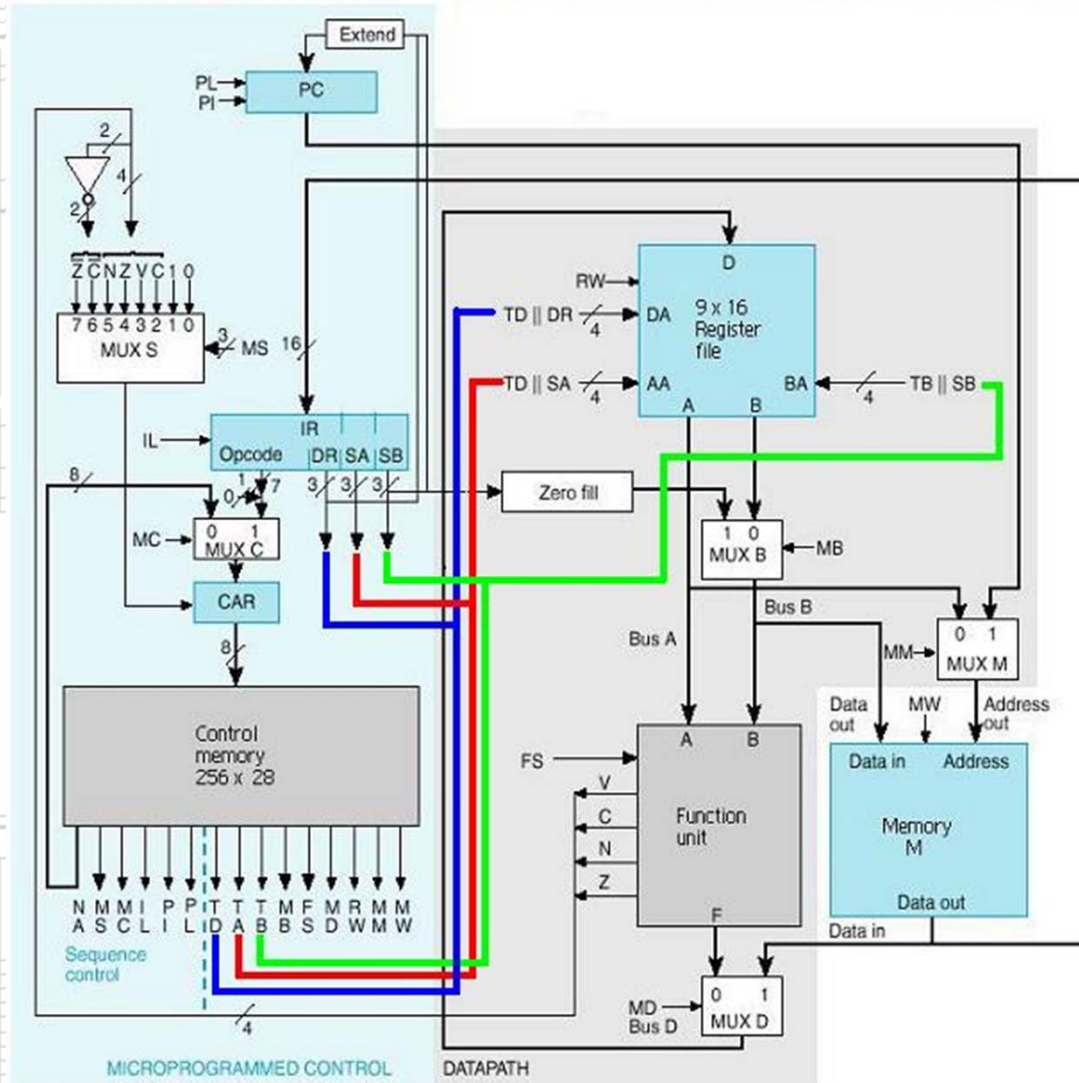 Extend
PL
PI
PC
2
4
2
Z C N Z V C 1 0
7 6 5 4 3 2 1 0
MUX S
3
MS
16
D
RW
TD || DR
4
DA
9 x 16
Register
file
TD || SA
4
AA
BA
4
TB || SB
A
B
IL
IR
Opcode
DR
SA
SB
8
1
0
7
3
3
3
Zero fill
MC
0 1
MUX C
1 0
MUX B
MB
CAR
Bus B
Bus A
8
MM
0 1
MUX M
Data
out
MW
Address
out
Control
memory
256 x 28
FS
A
B
V
C
N
Z
Function
unit
F
Data in
Address
Memory
M
Data out
Data in
N M M I P P T T T M F M R M M
A S C L I L D A B B S D W M W
Sequence
control
4
MD
Bus D
0 1
MUX D
MICROPROGRAMMED CONTROL
DATAPATH